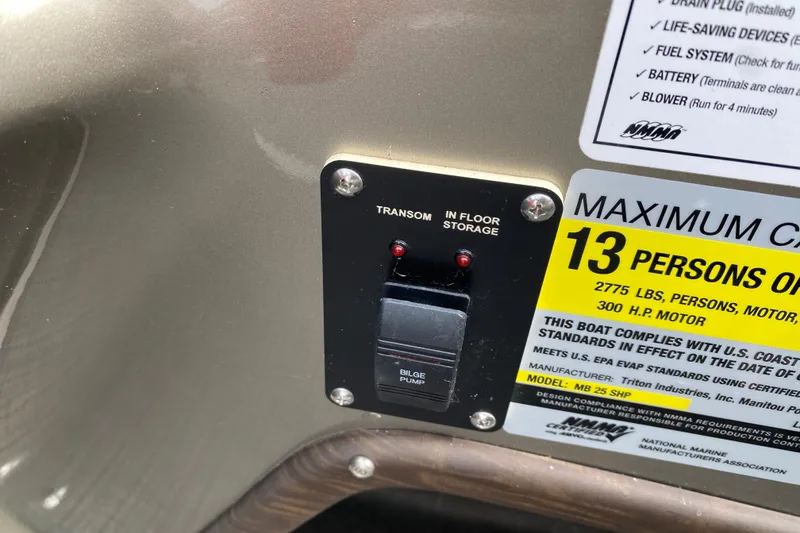 ✓ DRAIN PLUG (Installed)
✓ LIFE-SAVING DEVICES
✓ FUEL SYSTEM (Check for
✓ BATTERY (Terminals are clean
✓ BLOWER (Run for 4 minutes)
NMMA
TRANSOM
IN FLOOR
STORAGE
BILGE
PUMP
MAXIMUM
13 PERSONS
2775 LBS, PERSONS, MOTOR,
300 H.P. MOTOR
THIS BOAT COMPLIES WITH U.S. COAST
STANDARDS IN EFFECT ON THE DATE OF
MEETS U.S. EPA EVAP STANDARDS USING CERTIFIED
MANUFACTURER: Triton Industries, Inc. Manitou
MODEL: MB 25 SHP
DESIGN COMPLIANCE WITH NMMA REQUIREMENTS IS
MANUFACTURER RESPONSIBLE FOR PRODUCTION
NMMA
CERTIFIED
NATIONAL MARINE
MANUFACTURERS ASSOCIATION